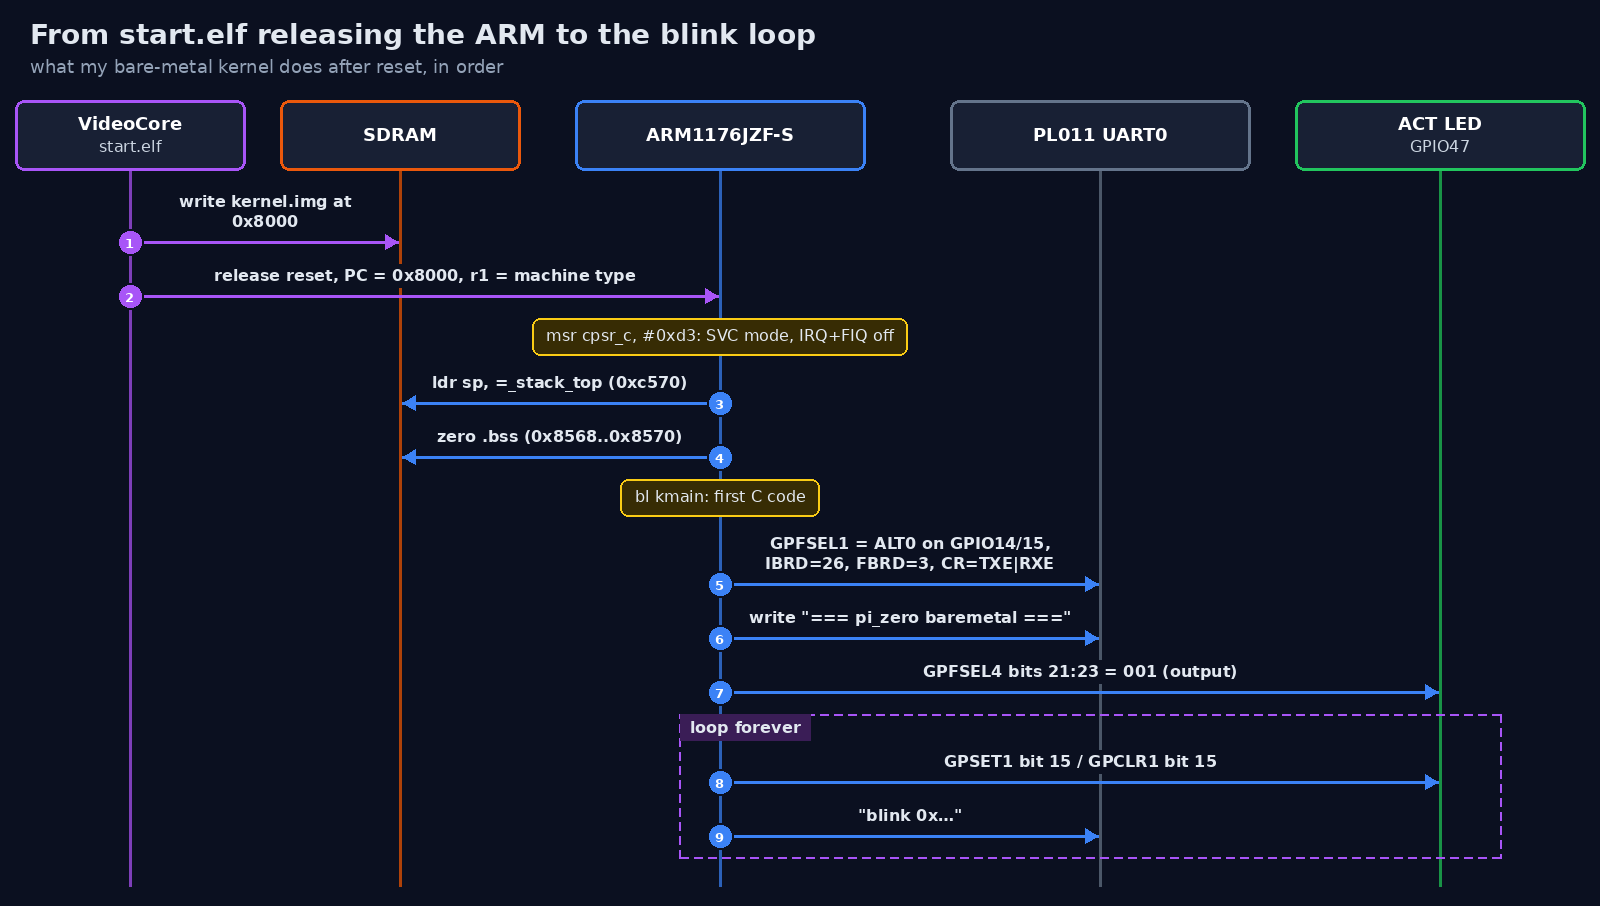 From start.elf releasing the ARM to the blink loop
what my bare-metal kernel does after reset, in order
VideoCore
start.elf
SDRAM
ARM1176JZF-S
PL011 UART0
ACT LED
GPIO47
write kernel.img at
0x8000
1
release reset, PC = 0x8000, r1 = machine type
2
msr cpsr_c, #0xd3: SVC mode, IRQ+FIQ off
ldr sp, =_stack_top (0xc570)
3
zero .bss (0x8568..0x8570)
4
bl kmain: first C code
GPFSEL1 = ALT0 on GPIO14/15,
IBRD=26, FBRD=3, CR=TXE|RXE
5
write "=== pi_zero baremetal ==="
6
GPFSEL4 bits 21:23 = 001 (output)
7
loop forever
GPSET1 bit 15 / GPCLR1 bit 15
8
"blink 0x…"
9